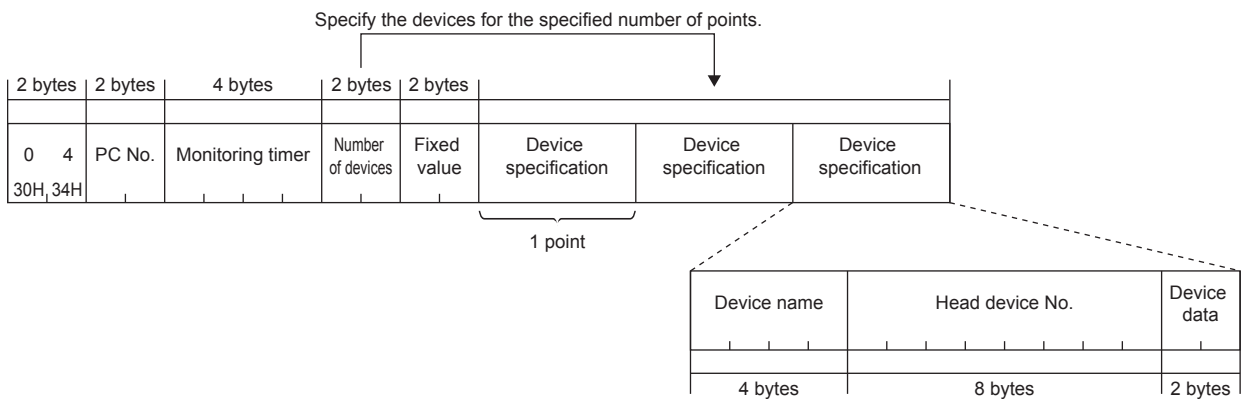 Specify the devices for the specified number of points.
2 bytes 2 bytes 4 bytes 2 bytes 2 bytes
0 4 PC No. Monitoring timer Number of devices Fixed value Device specification Device specification Device specification
30H 34H
1 point
Device name Head device No. Device data
4 bytes 8 bytes 2 bytes